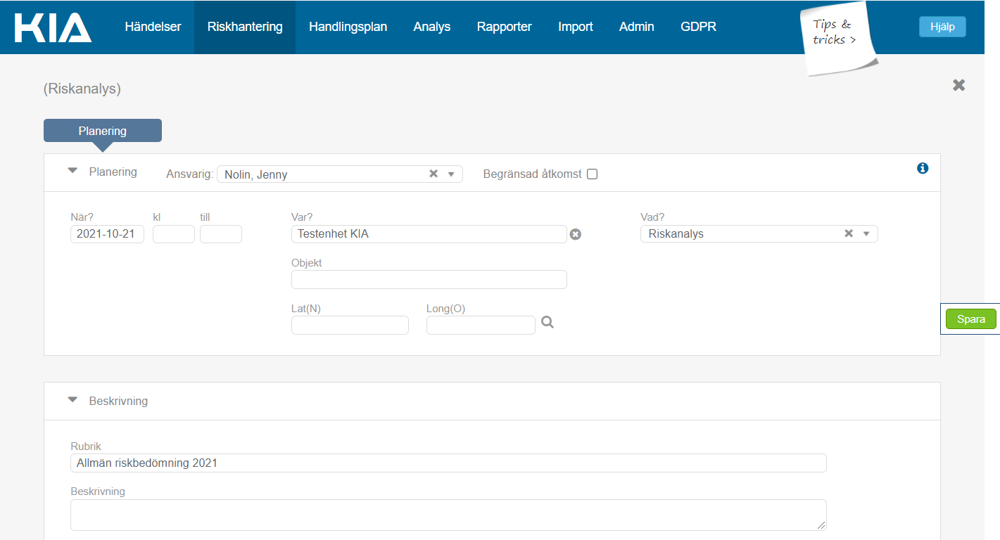 KIA Händelser Riskhantering Handlingsplan Analys Rapporter Import Admin GDPR
Tips &
tricks >
Hjälp
(Riskanalys)
Planering
Planering Ansvarig: Nolin, Jenny Begränsad åtkomst
När? kl till Var? Vad?
2021-10-21 Testenhet KIA Riskanalys
Objekt
Lat(N) Long(O)
Spara
Beskrivning
Rubrik
Allmän riskbedömning 2021
Beskrivning